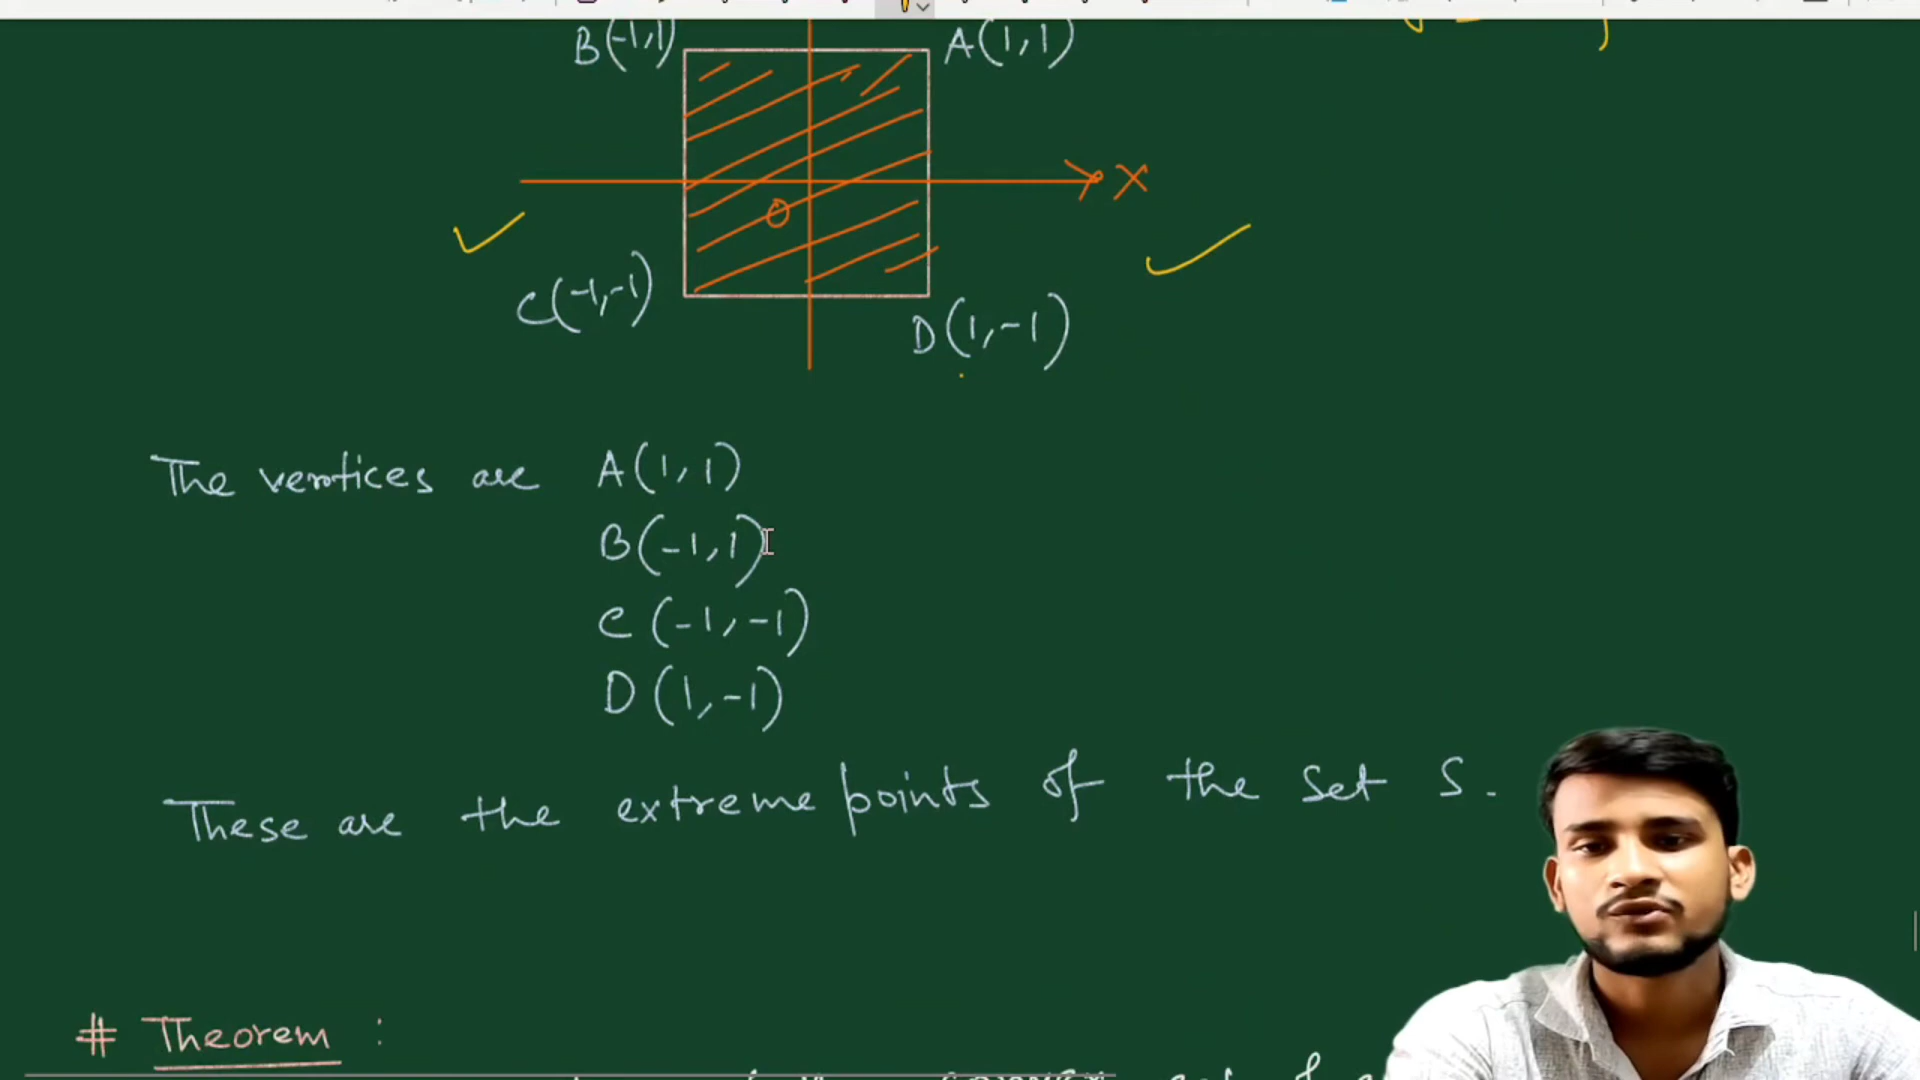 B(-1,1) A(1,1)
X
O
C(-1,-1)
D(1,-1)
The vertices are A(1,1)
B(-1,1)
C(-1,-1)
D(1,-1)
These are the extreme points of the set S.
# Theorem :